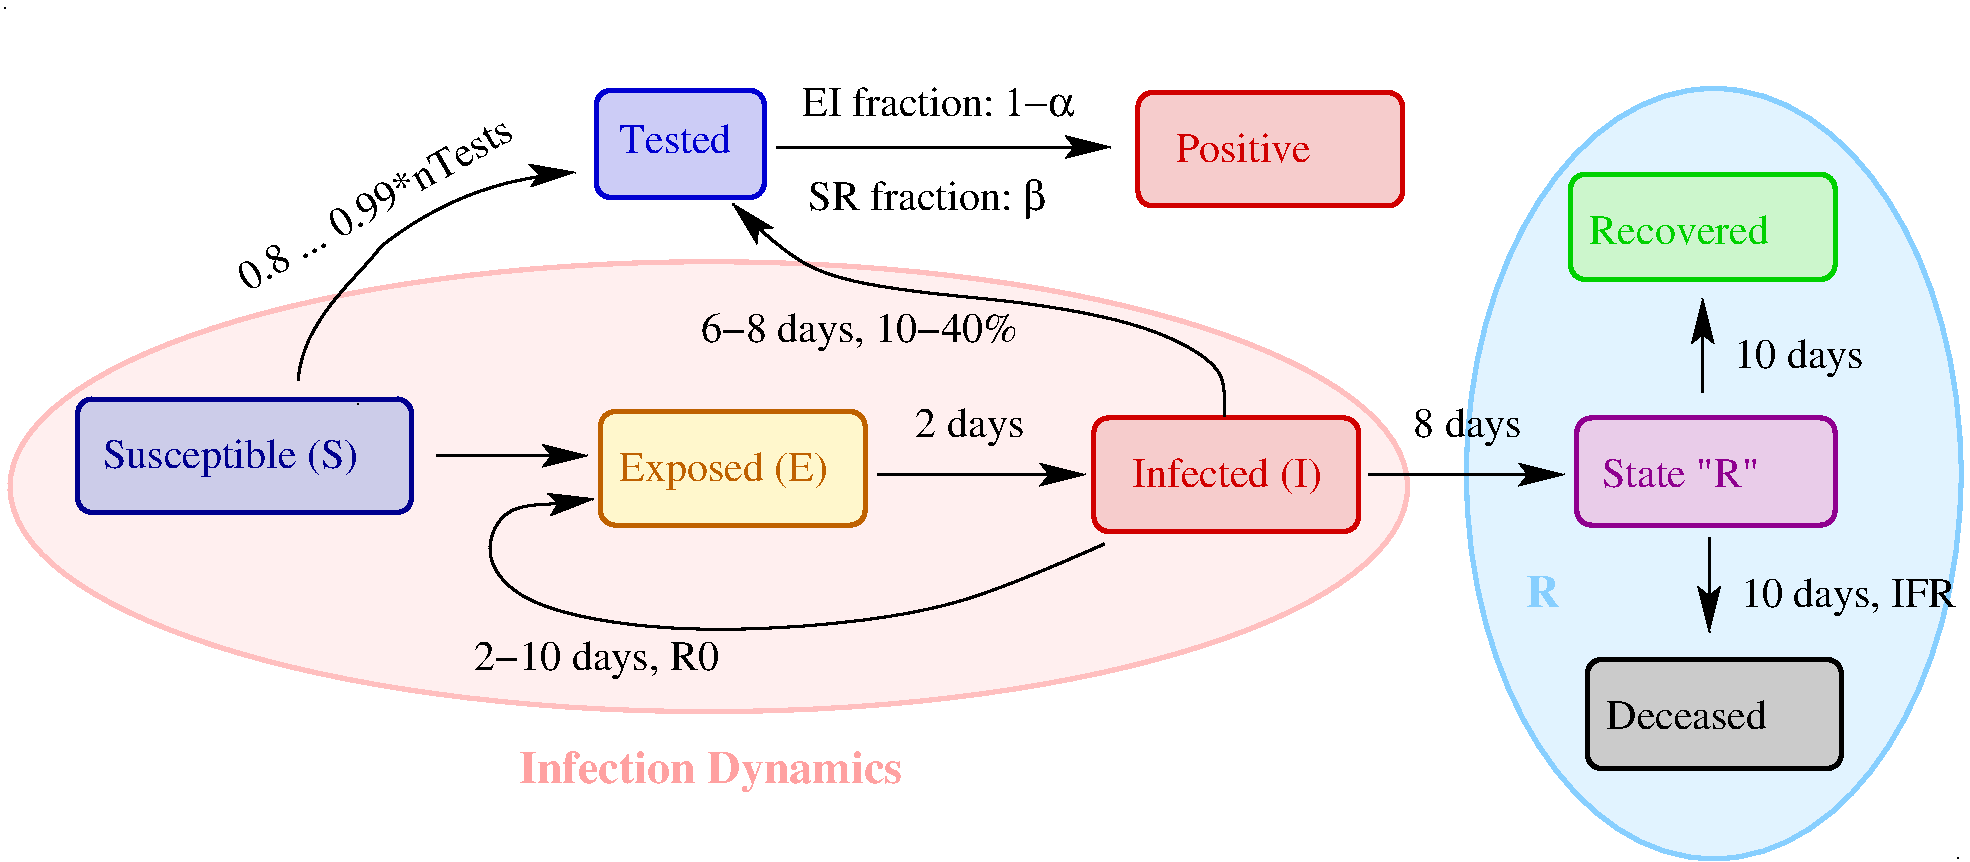 EI fraction: 1−α
Tested
Positive
0.8 ... 0.99*nTests
SR fraction: β
Recovered
6−8 days, 10−40%
10 days
2 days
8 days
Susceptible (S)
Exposed (E)
Infected (I)
State "R"
R
10 days, IFR
2−10 days, R0
Deceased
Infection Dynamics